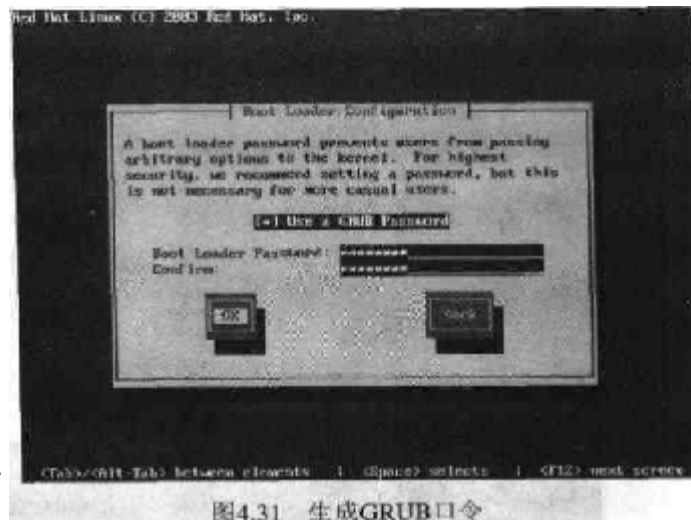 Red Hat Linux (C) 2003 Red Hat, Inc.
Boot Loader Configuration
A boot loader password prevents users from passing
arbitrary options to the kernel. For highest
security, we recommend setting a password, but this
is not necessary for more casual users.
[*] Use a GRUB Password
Boot Loader Password: ********
Confirm: ********
OK
Back
<Tab>/<Alt-Tab> between elements | <Space> selects | <F12> next screen
图4.31 生成GRUB口令